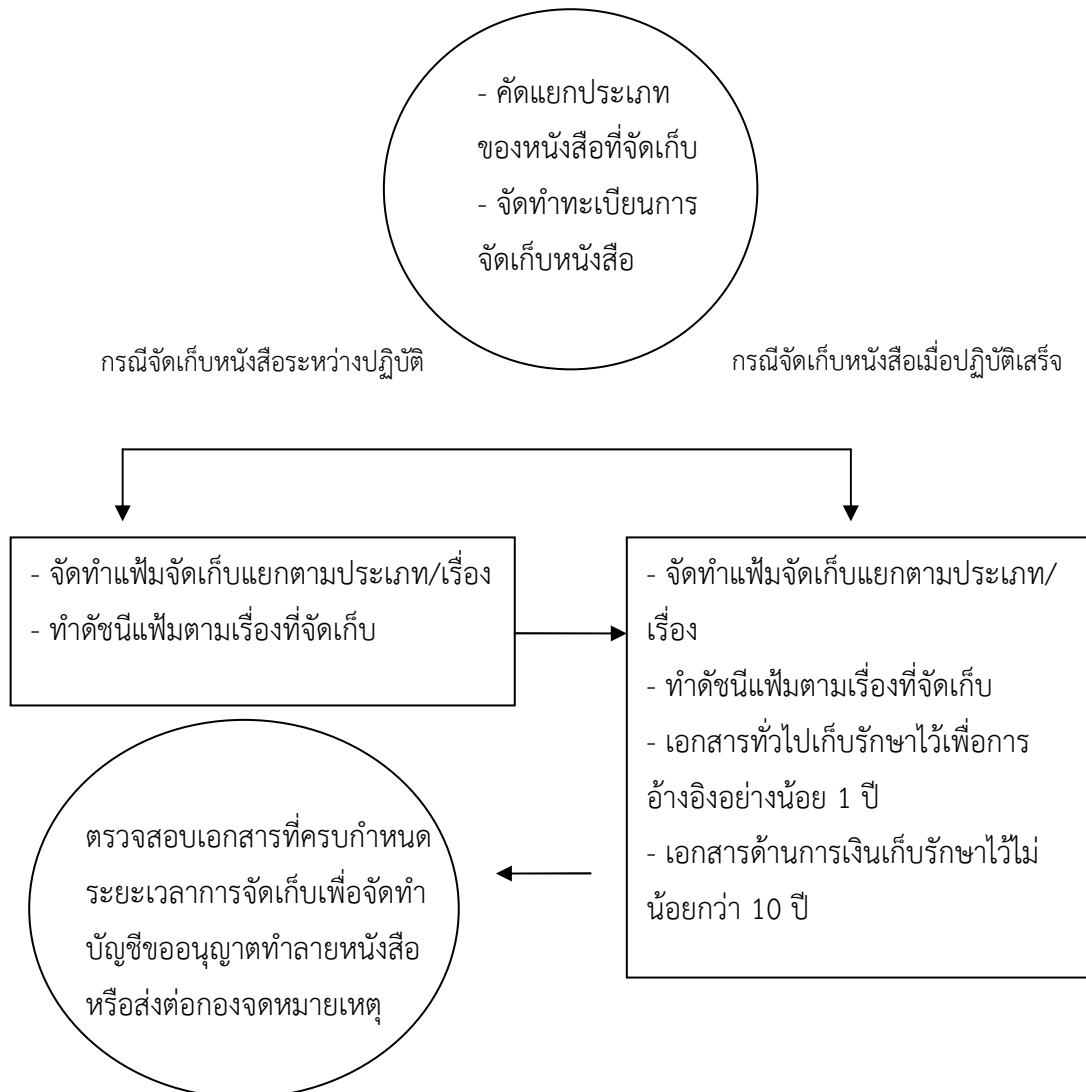 - คัดแยกประเภท
ของหนังสือที่จัดเก็บ
- จัดทำทะเบียนการ
จัดเก็บหนังสือ
กรณีจัดเก็บหนังสือระหว่างปฏิบัติ
กรณีจัดเก็บหนังสือเมื่อปฏิบัติเสร็จ
- จัดทำแฟ้มจัดเก็บแยกตามประเภท/เรื่อง
- ทำดัชนีแฟ้มตามเรื่องที่จัดเก็บ
- จัดทำแฟ้มจัดเก็บแยกตามประเภท/
เรื่อง
- ทำดัชนีแฟ้มตามเรื่องที่จัดเก็บ
- เอกสารทั่วไปเก็บรักษาไว้เพื่อการ
อ้างอิงอย่างน้อย 1 ปี
- เอกสารด้านการเงินเก็บรักษาไว้ไม่
น้อยกว่า 10 ปี
ตรวจสอบเอกสารที่ครบกำหนด
ระยะเวลาการจัดเก็บเพื่อจัดทำ
บัญชีขออนุญาตทำลายหนังสือ
หรือส่งต่อกองจดหมายเหตุ